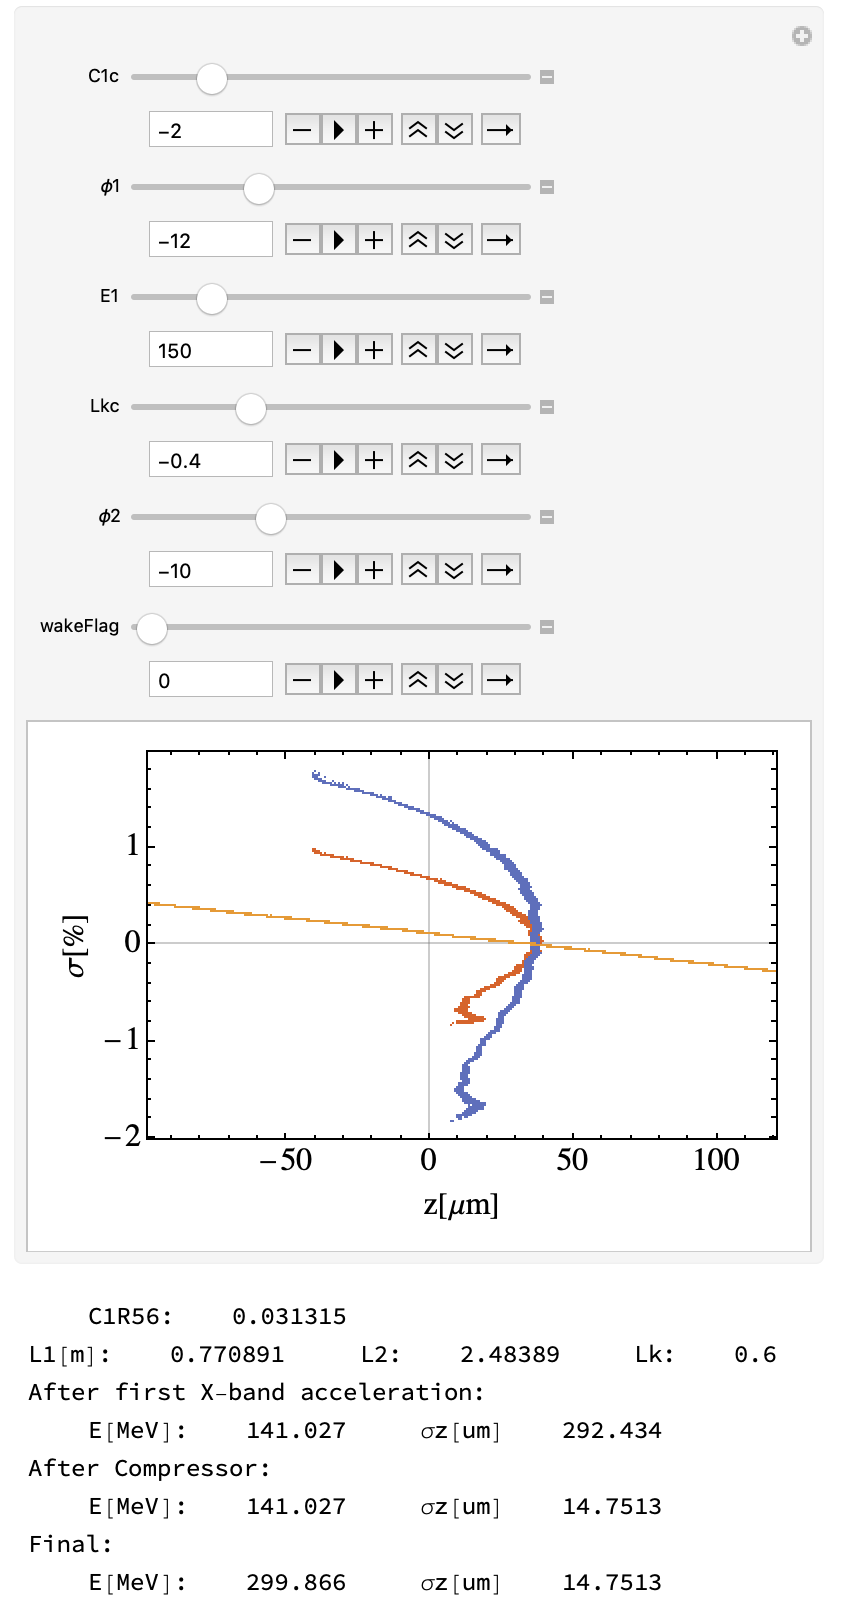 C1c
−2
ϕ1
−12
E1
150
Lkc
−0.4
ϕ2
−10
wakeFlag
0
σ[%]
1
0
−1
−2
−50 0 50 100
z[μm]
C1R56: 0.031315
L1[m]: 0.770891 L2: 2.48389 Lk: 0.6
After first X−band acceleration:
E[MeV]: 141.027 σz[um] 292.434
After Compressor:
E[MeV]: 141.027 σz[um] 14.7513
Final:
E[MeV]: 299.866 σz[um] 14.7513